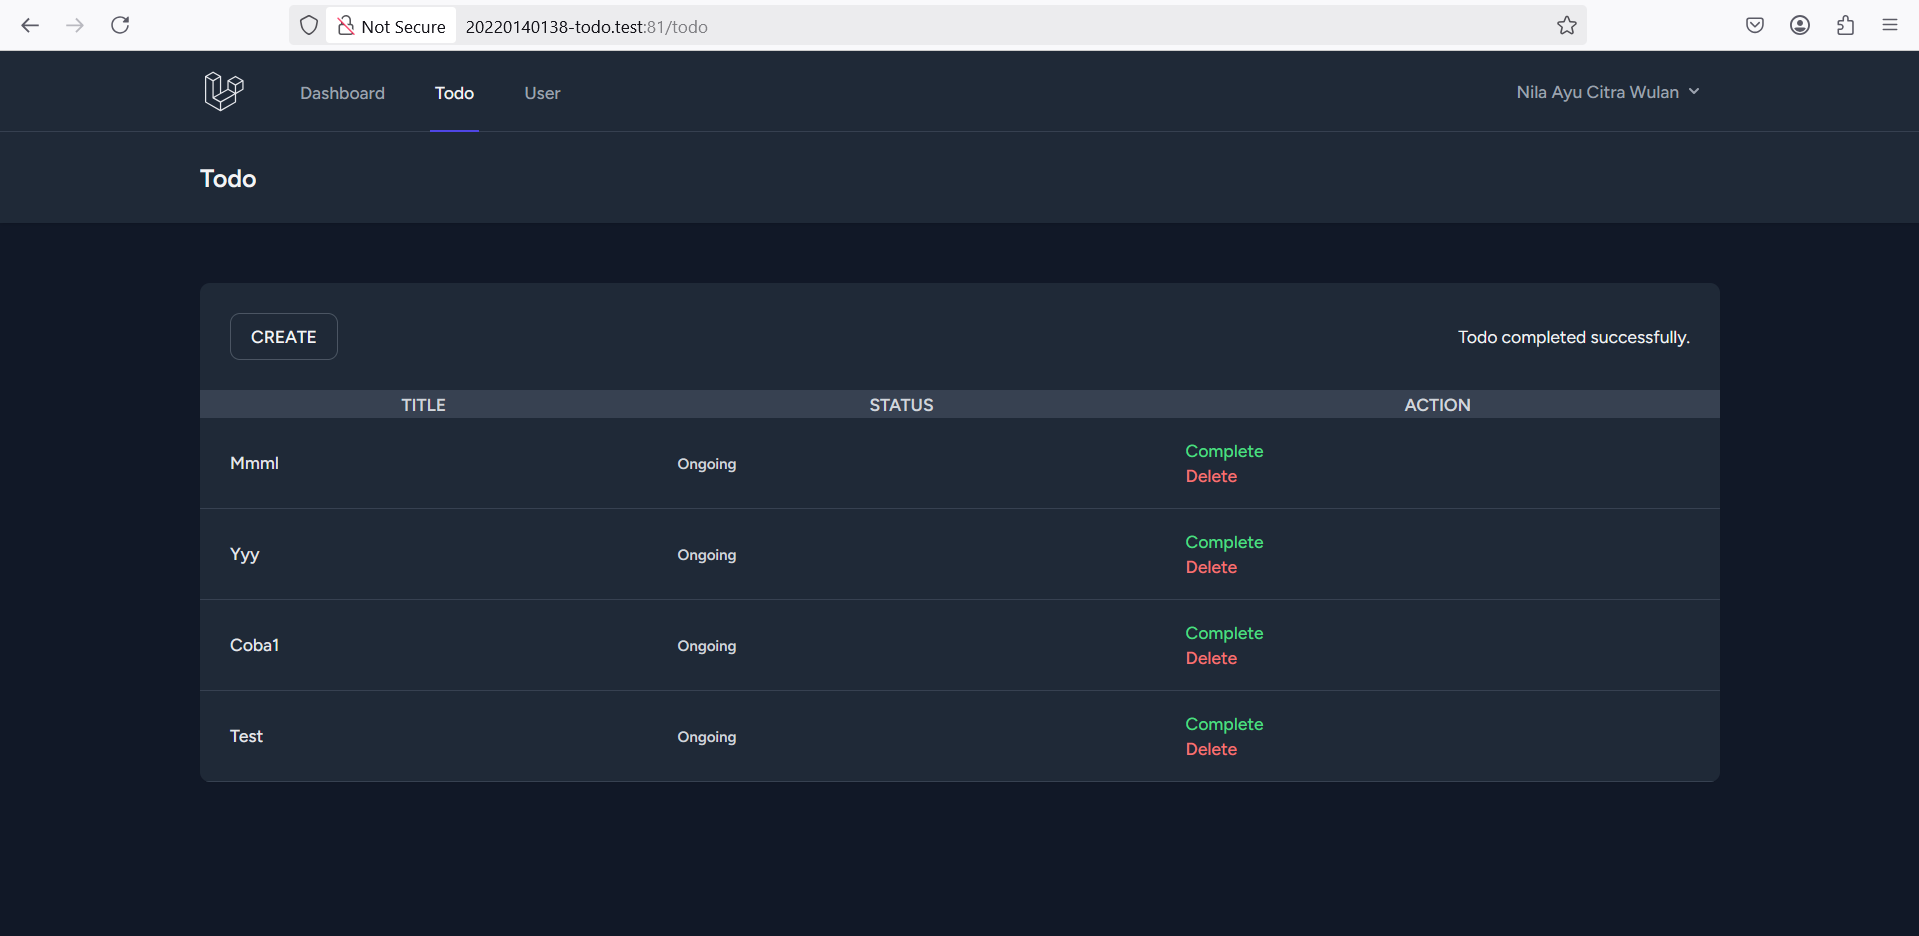 Not Secure 20220140138-todo.test:81/todo
Dashboard Todo User Nila Ayu Citra Wulan
Todo
CREATE Todo completed successfully.
TITLE STATUS ACTION
Mmml Ongoing Complete
Delete
Yyy Ongoing Complete
Delete
Coba1 Ongoing Complete
Delete
Test Ongoing Complete
Delete